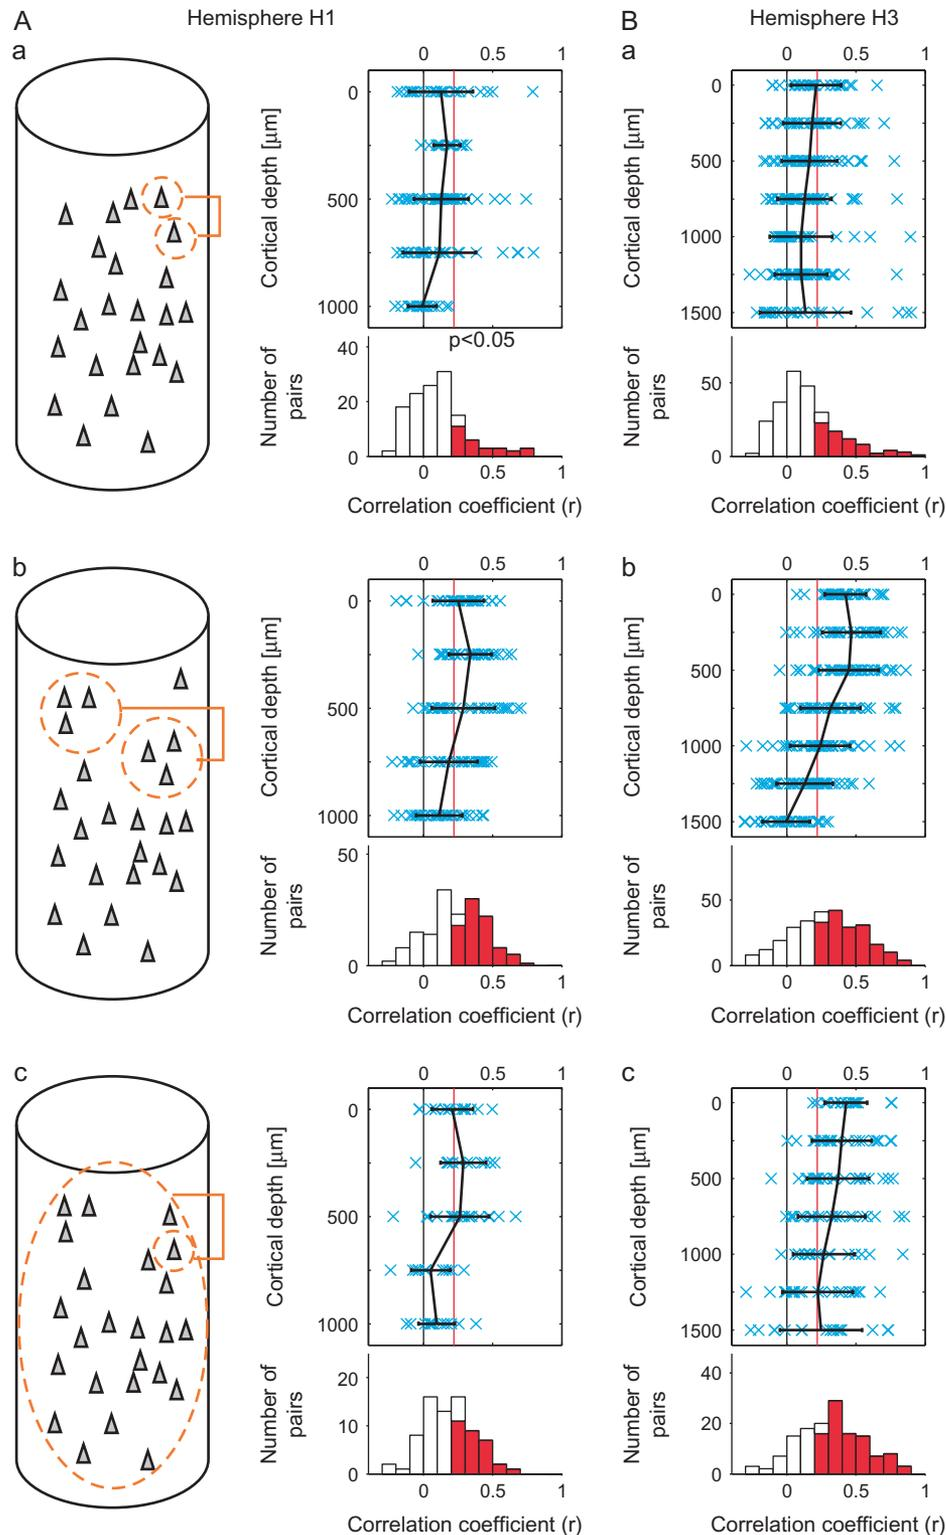 A Hemisphere H1 B Hemisphere H3
a
0 0.5 1
Cortical depth [μm]
0
500
1000
p<0.05
Number of pairs
40
20
0
0 0.5 1
Correlation coefficient (r)
a
0 0.5 1
Cortical depth [μm]
0
500
1000
1500
Number of pairs
50
0
0 0.5 1
Correlation coefficient (r)
b
0 0.5 1
Cortical depth [μm]
0
500
1000
Number of pairs
50
0
0 0.5 1
Correlation coefficient (r)
b
0 0.5 1
Cortical depth [μm]
0
500
1000
1500
Number of pairs
50
0
0 0.5 1
Correlation coefficient (r)
c
0 0.5 1
Cortical depth [μm]
0
500
1000
Number of pairs
20
10
0
0 0.5 1
Correlation coefficient (r)
c
0 0.5 1
Cortical depth [μm]
0
500
1000
1500
Number of pairs
40
20
0
0 0.5 1
Correlation coefficient (r)